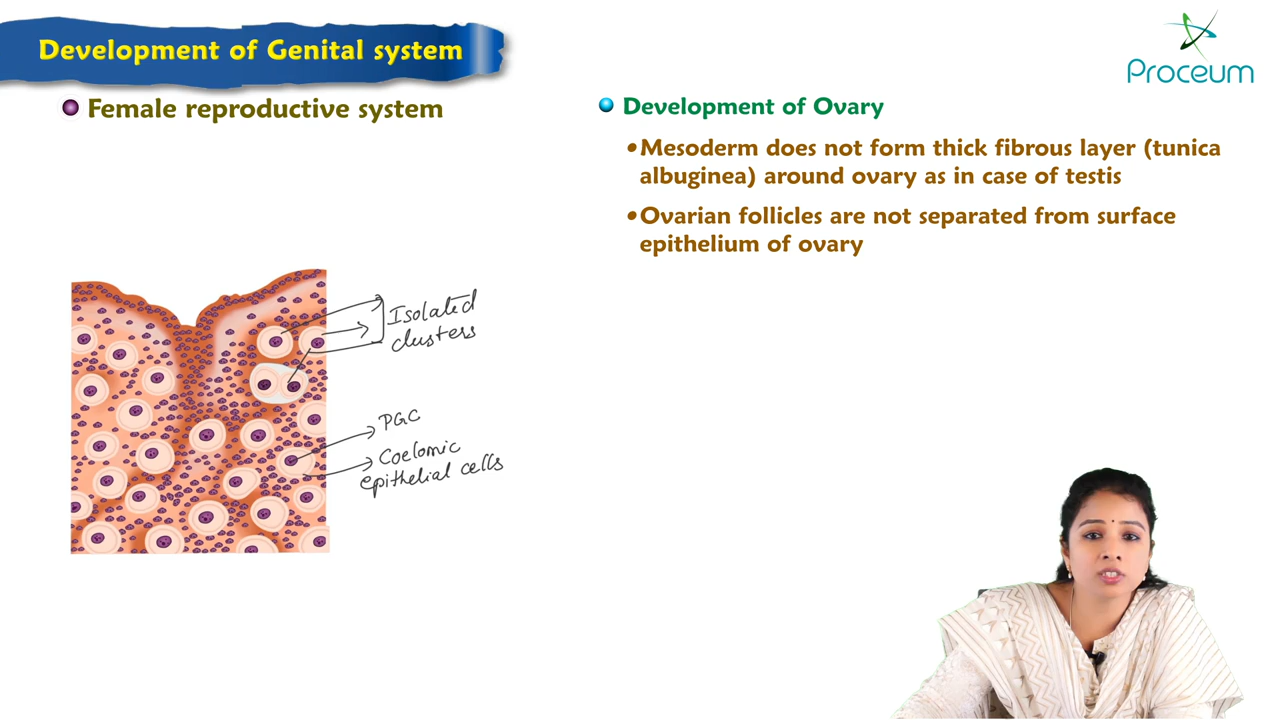 Development of Genital system
Proceum
Female reproductive system
Development of Ovary
•Mesoderm does not form thick fibrous layer (tunica
albuginea) around ovary as in case of testis
•Ovarian follicles are not separated from surface
epithelium of ovary
Isolated
clusters
PGC
Coelomic
epithelial cells